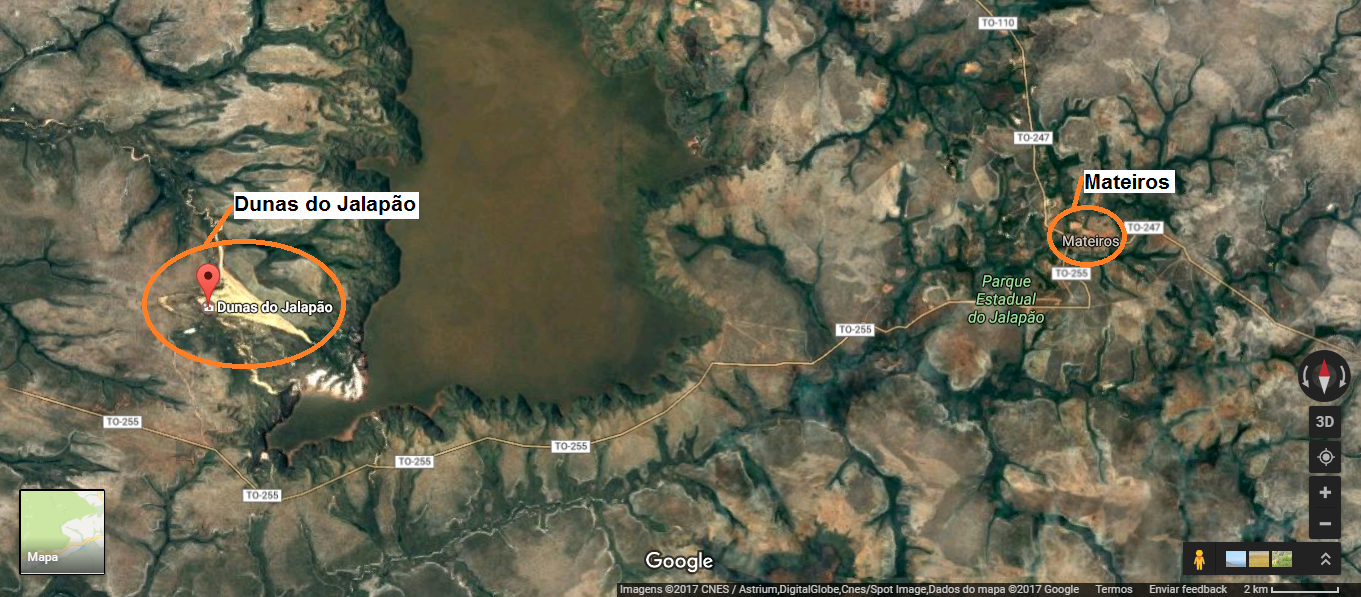 TO-110
TO-247
Mateiros
Dunas do Jalapão
TO-247
Mateiros
TO-255
Parque
Estadual
do Jalapão
Dunas do Jalapão
TO-255
TO-255
TO-255
TO-255
TO-255
3D
Mapa
Google
Imagens ©2017 CNES / Astrium,DigitalGlobe,Cnes/Spot Image,Dados do mapa ©2017 Google Termos Enviar feedback 2 km